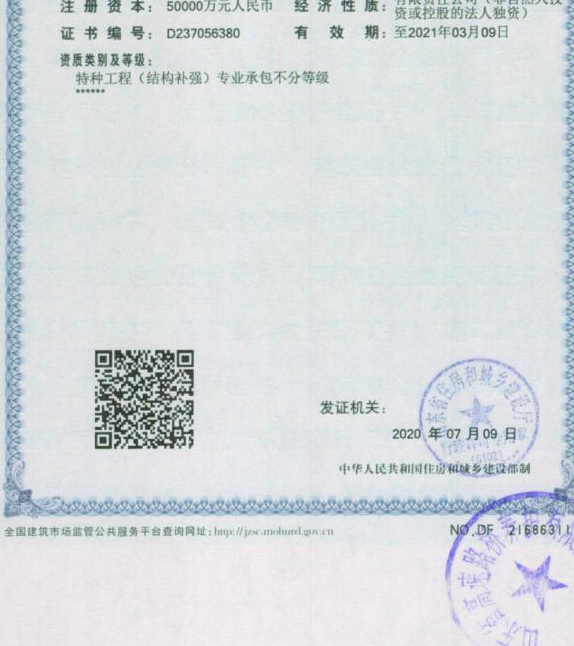 注册资本： 50000万元人民币 经济性质： 有限责任公司（非自然人投
资或控股的法人独资）
证书编号： D237056380 有效期： 至2021年03月09日
资质类别及等级：
特种工程（结构补强）专业承包不分等级
******
发证机关：
2020 年 07 月 09 日
中华人民共和国住房和城乡建设部制
全国建筑市场监管公共服务平台查询网址: http://jzsc.mohurd.gov.cn
NO.DF 21686311